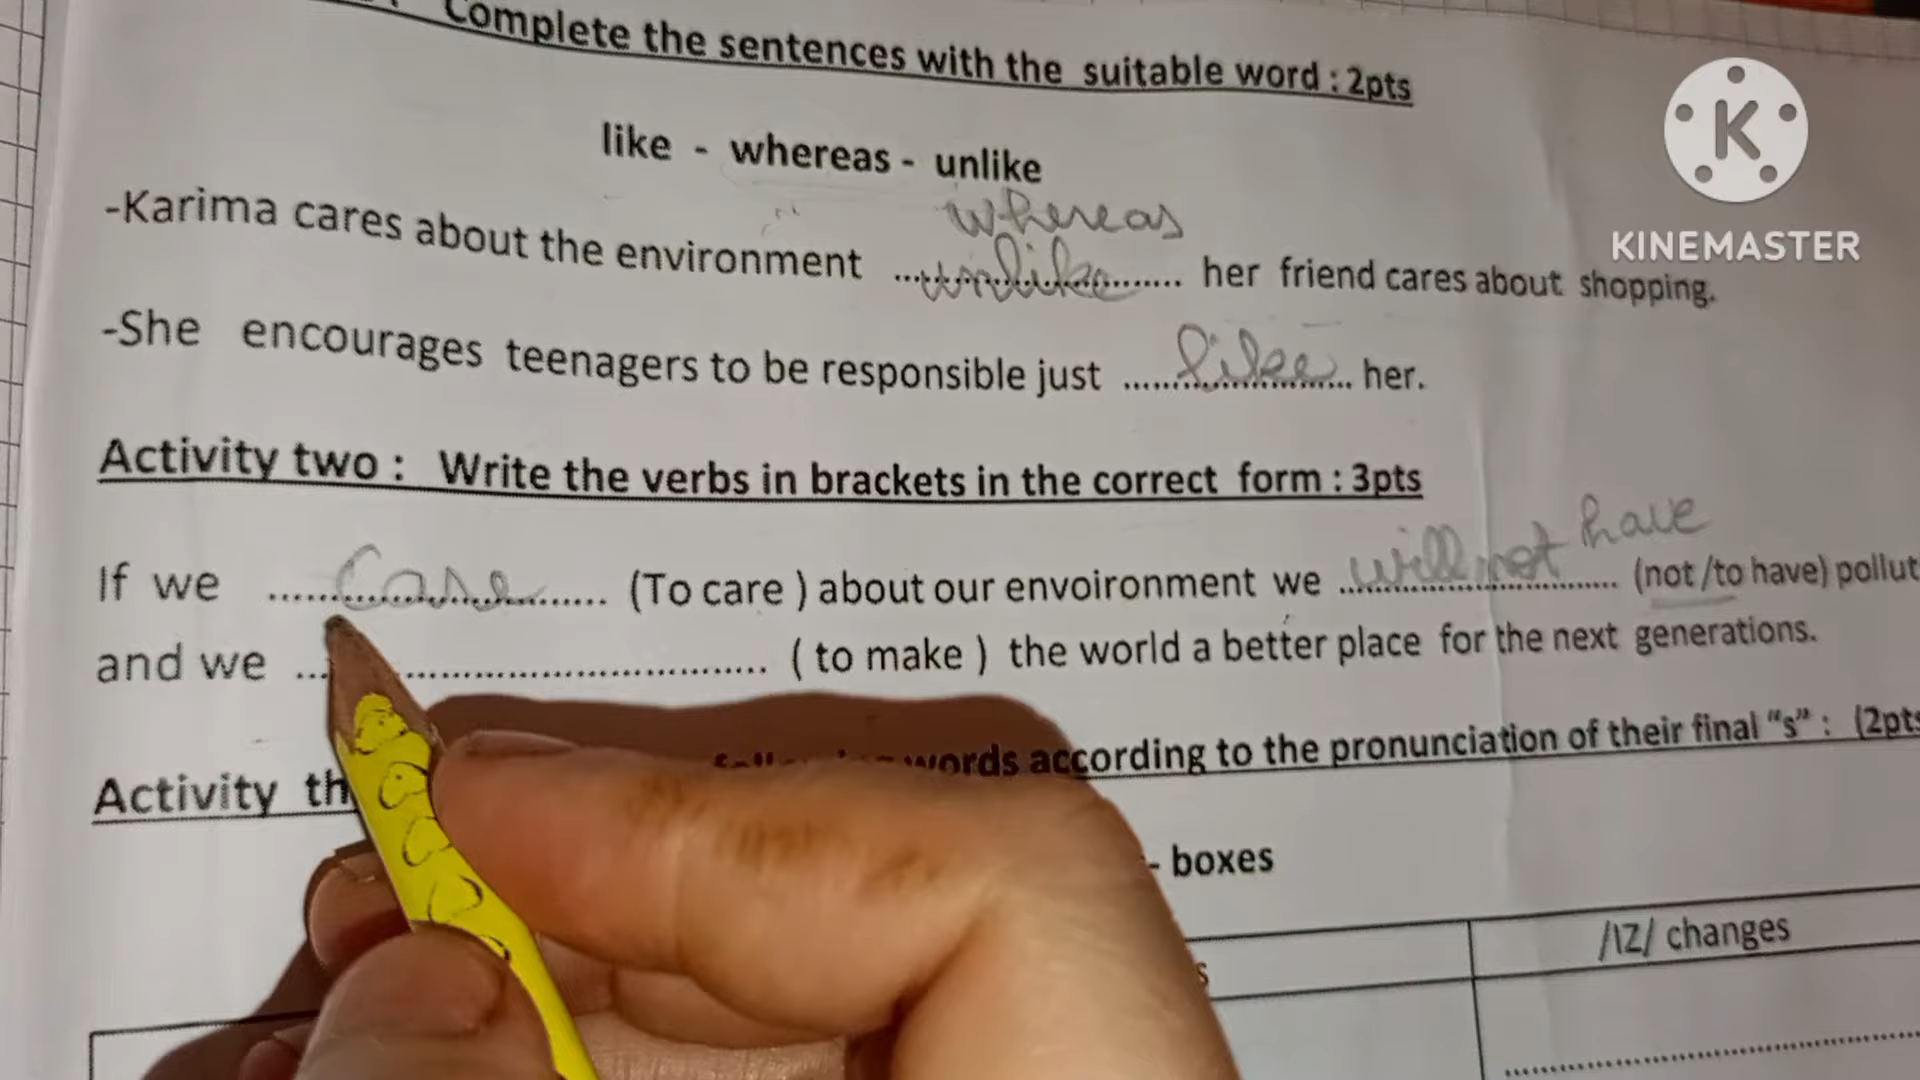 Complete the sentences with the suitable word : 2pts
like - whereas - unlike
whereas
-Karima cares about the environment ...unlike... her friend cares about shopping.
-She encourages teenagers to be responsible just ...like... her.
Activity two : Write the verbs in brackets in the correct form : 3pts
If we ...care... (To care ) about our envoironment we ...will not have... (not /to have) pollut
and we ... ( to make ) the world a better place for the next generations.
Activity th words according to the pronunciation of their final "s" : (2pts
- boxes
s /IZ/ changes
K
KINEMASTER